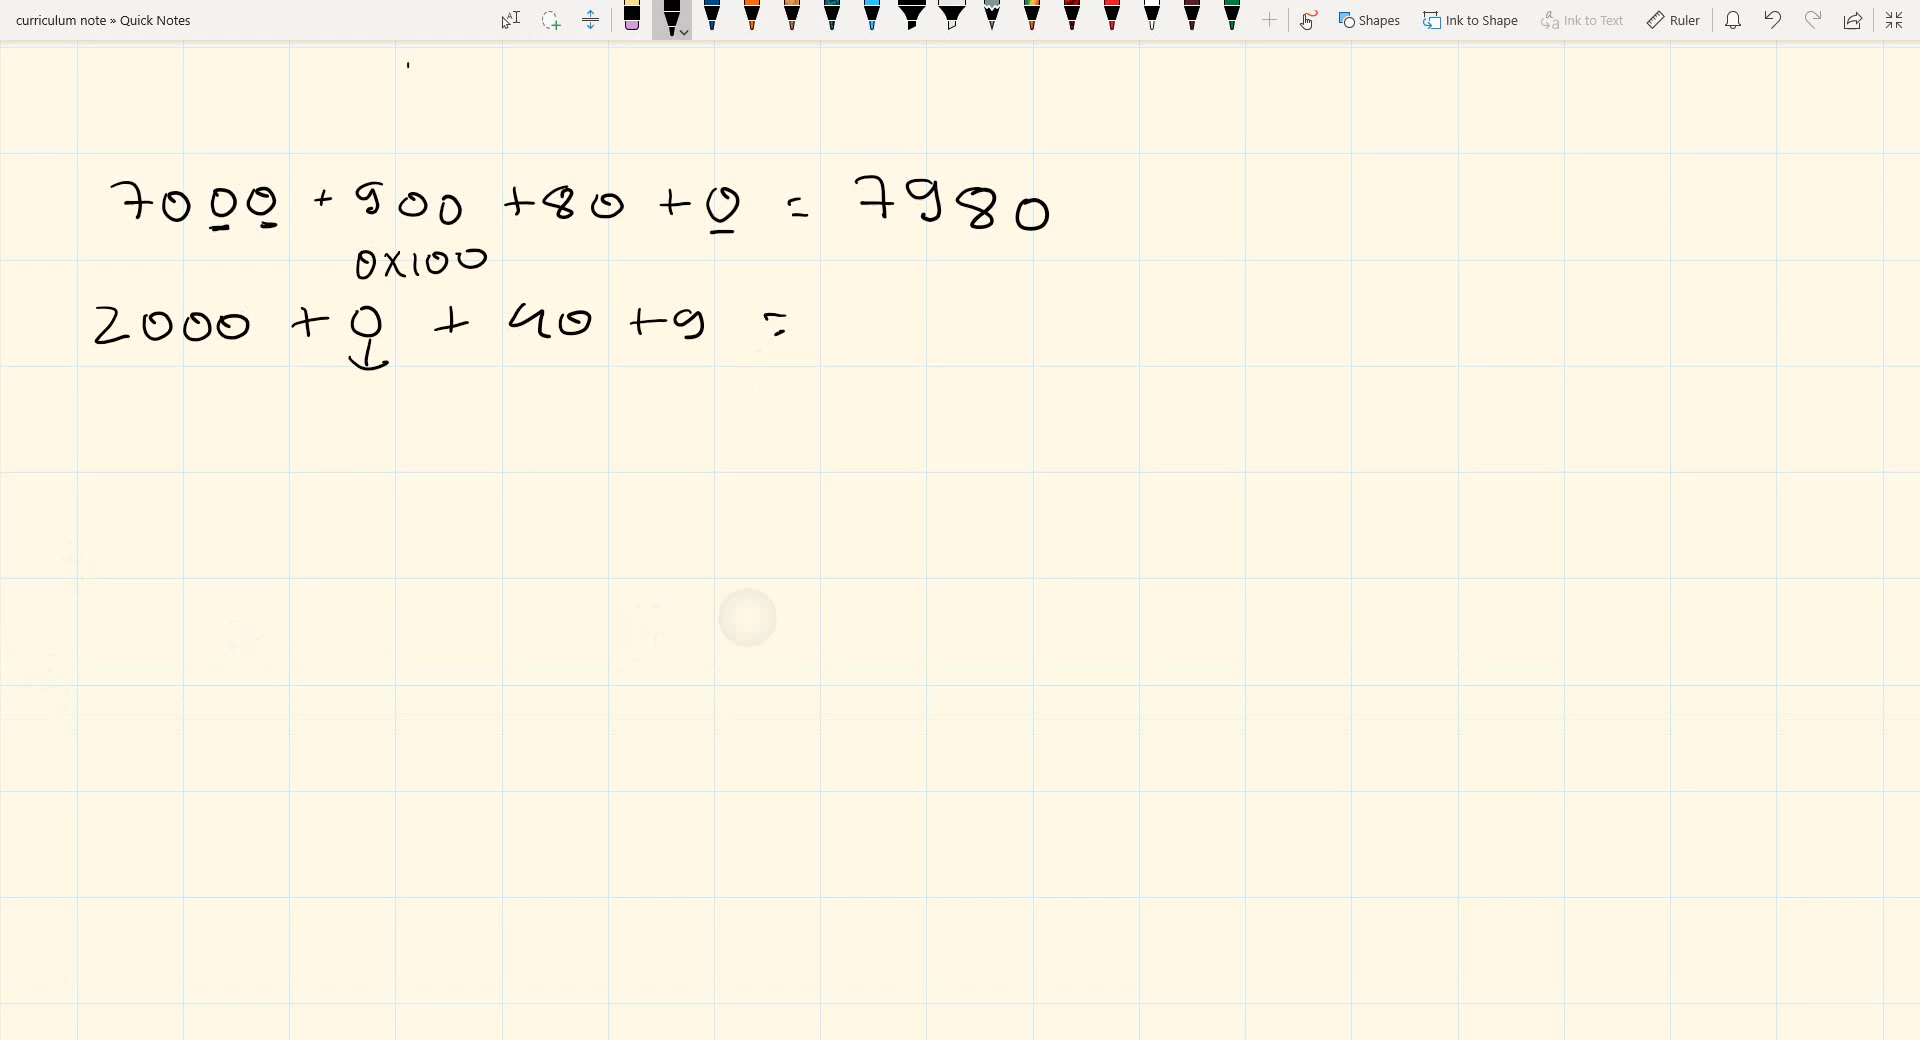 curriculum note » Quick Notes
Shapes Ink to Shape Ink to Text Ruler
7000 + 900 + 80 + 0 = 7980
0x100
2000 + 0 + 40 + 9 =